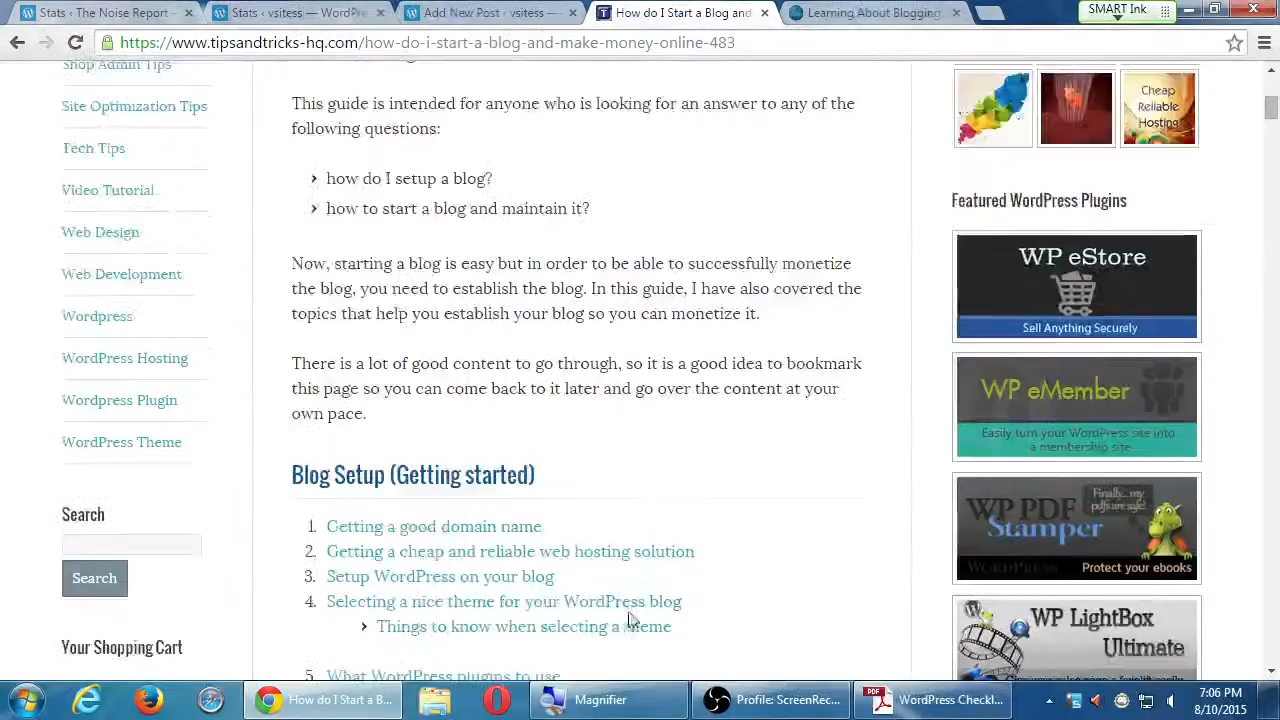 Stats · The Noise Report -
Stats ‹ vsitess — WordPre
Add New Post ‹ vsitess
How do I Start a Blog and
Learning About Blogging
SMART Ink
https://www.tipsandtricks-hq.com/how-do-i-start-a-blog-and-make-money-online-483
Shop Admin Tips
Site Optimization Tips
Tech Tips
Video Tutorial
Web Design
Web Development
Wordpress
WordPress Hosting
Wordpress Plugin
WordPress Theme
Search
Search
Your Shopping Cart
This guide is intended for anyone who is looking for an answer to any of the
following questions:
how do I setup a blog?
how to start a blog and maintain it?
Now, starting a blog is easy but in order to be able to successfully monetize
the blog, you need to establish the blog. In this guide, I have also covered the
topics that help you establish your blog so you can monetize it.
There is a lot of good content to go through, so it is a good idea to bookmark
this page so you can come back to it later and go over the content at your
own pace.
Blog Setup (Getting started)
1. Getting a good domain name
2. Getting a cheap and reliable web hosting solution
3. Setup WordPress on your blog
4. Selecting a nice theme for your WordPress blog
Things to know when selecting a theme
5. What WordPress plugins to use
Cheap
Reliable
Hosting
Featured WordPress Plugins
WP eStore
Sell Anything Securely
WP eMember
Easily turn your WordPress site into
a membership site
WP PDF
Stamper
Finally... my
pdfs are safe!
WORDPRESS
Protect your ebooks
WP LightBox
Ultimate
How do I Start a B...
Magnifier
Profile: ScreenRec...
PDF
WordPress Checkl...
7:06 PM
8/10/2015